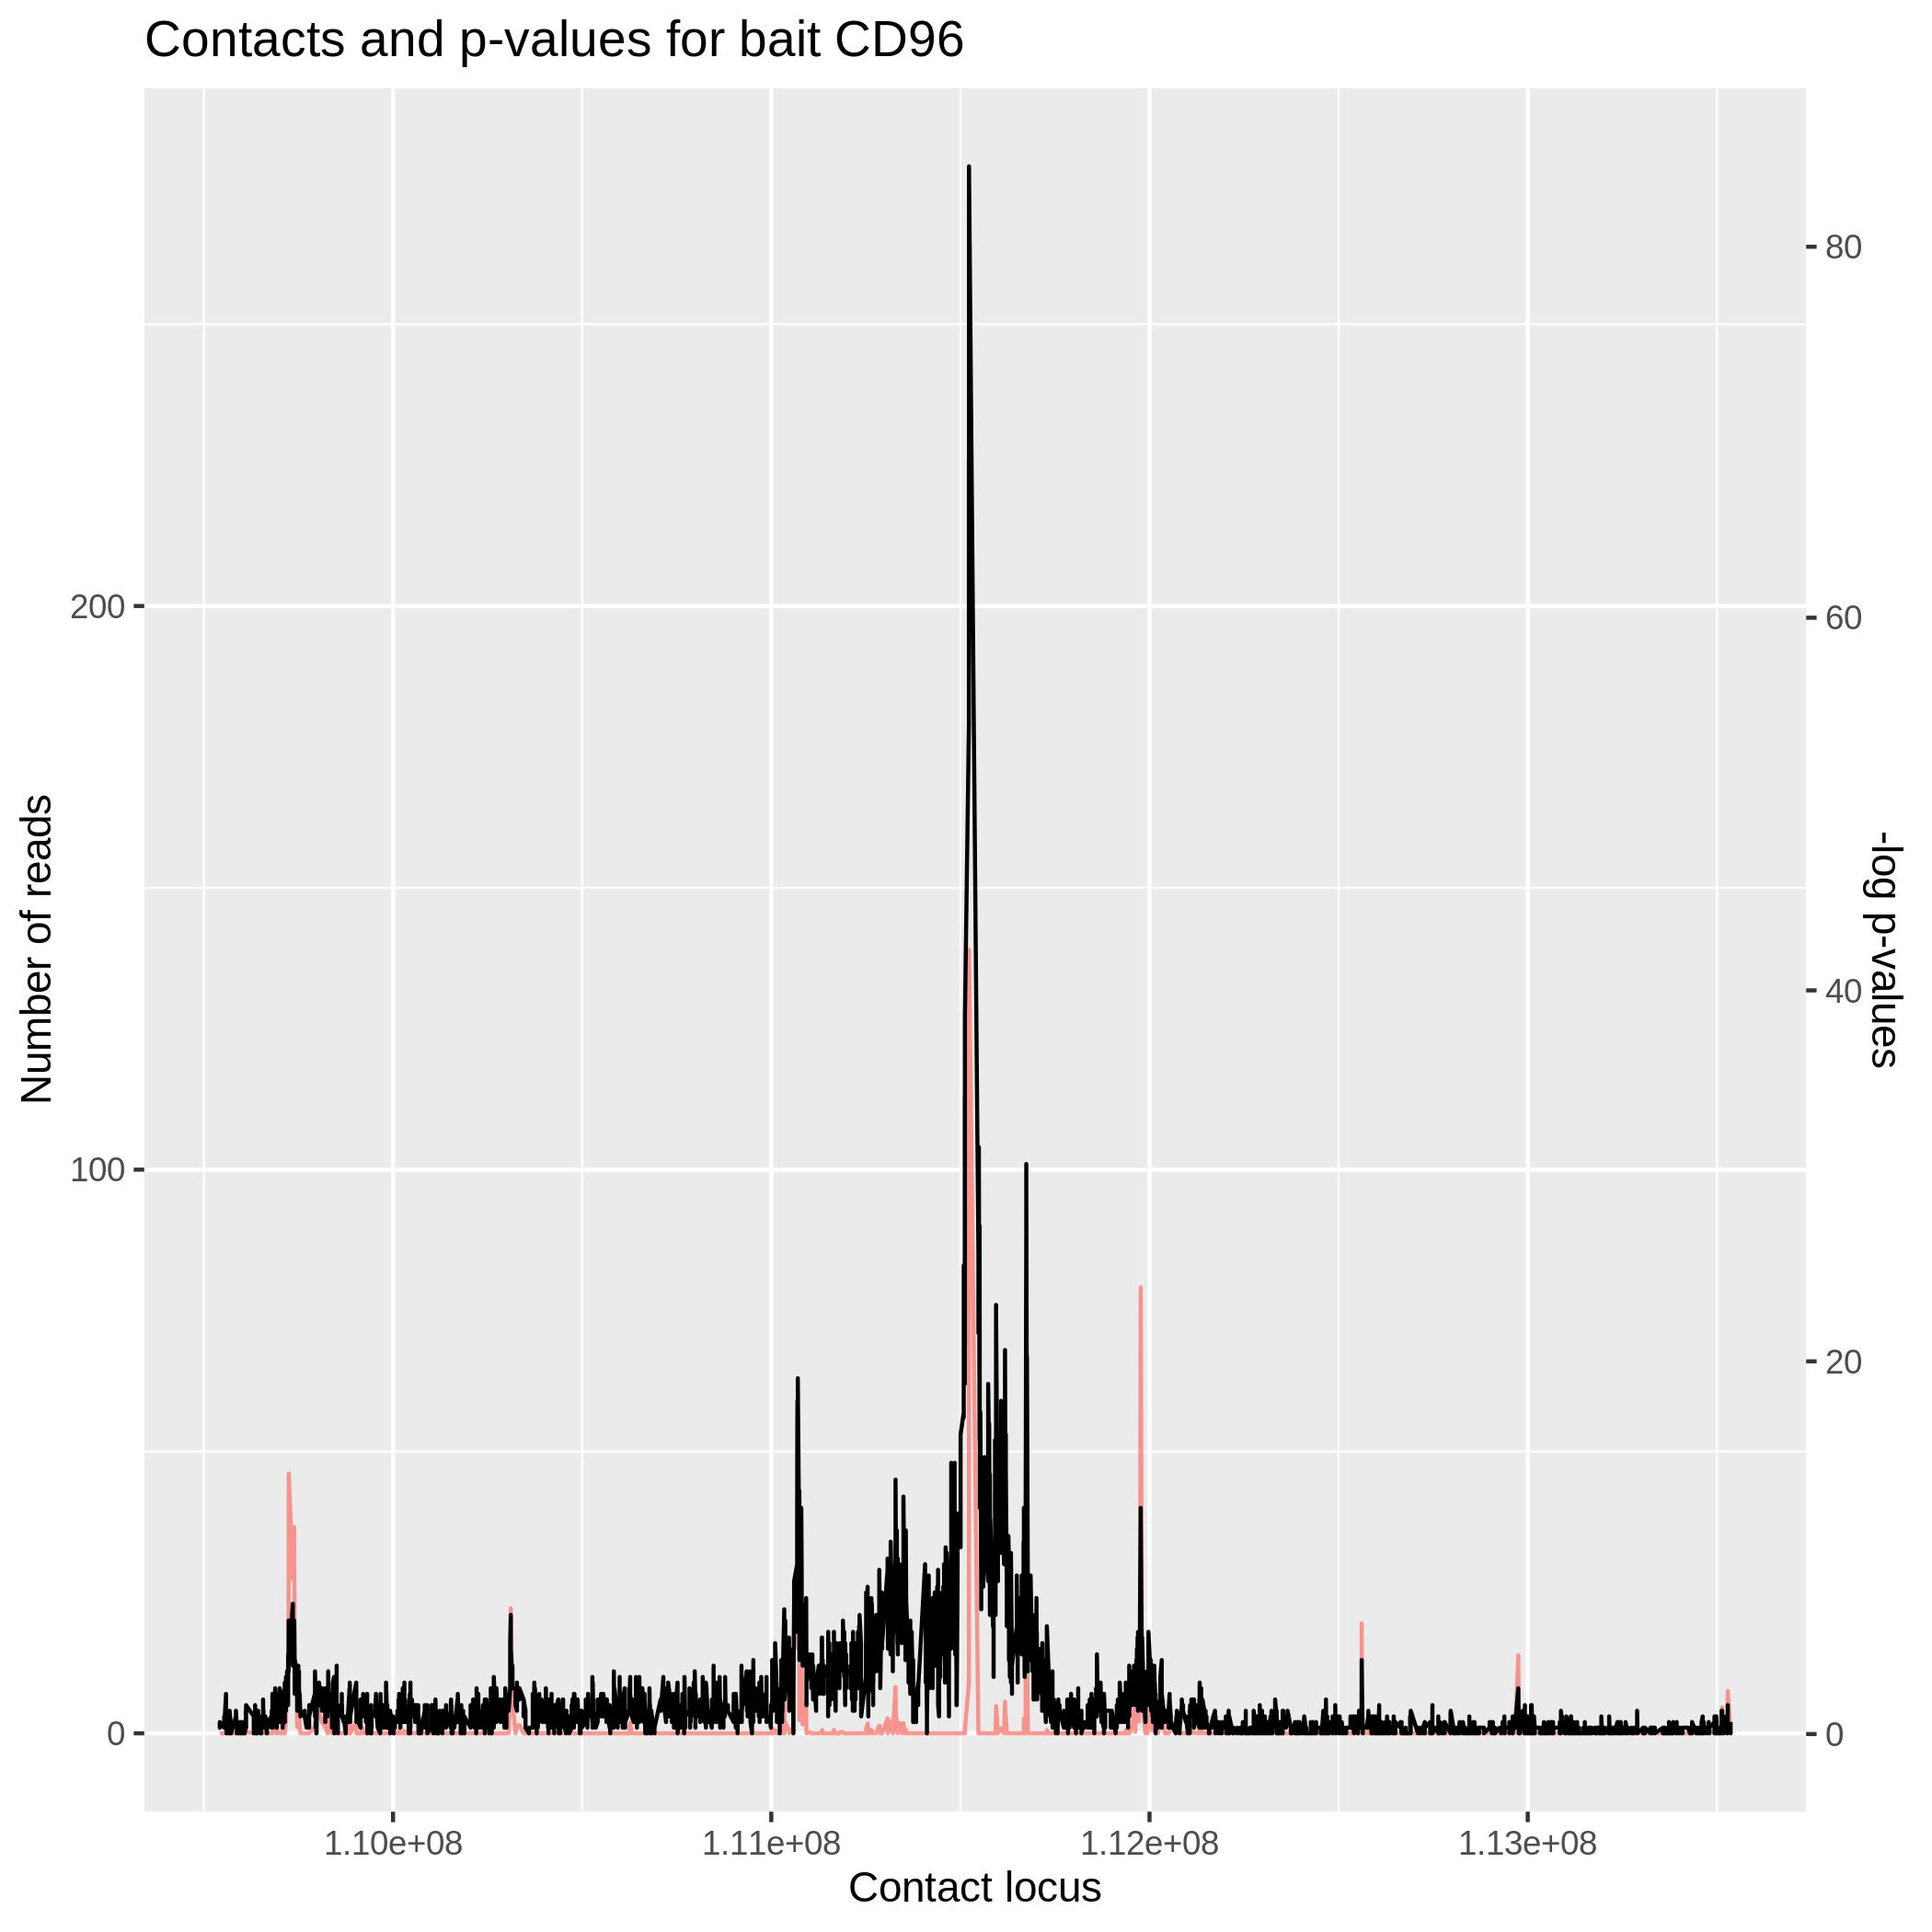 Contacts and p-values for bait CD96
Number of reads
200
100
0
80
60
40
20
0
-log p-values
1.10e+08
1.11e+08
1.12e+08
1.13e+08
Contact locus